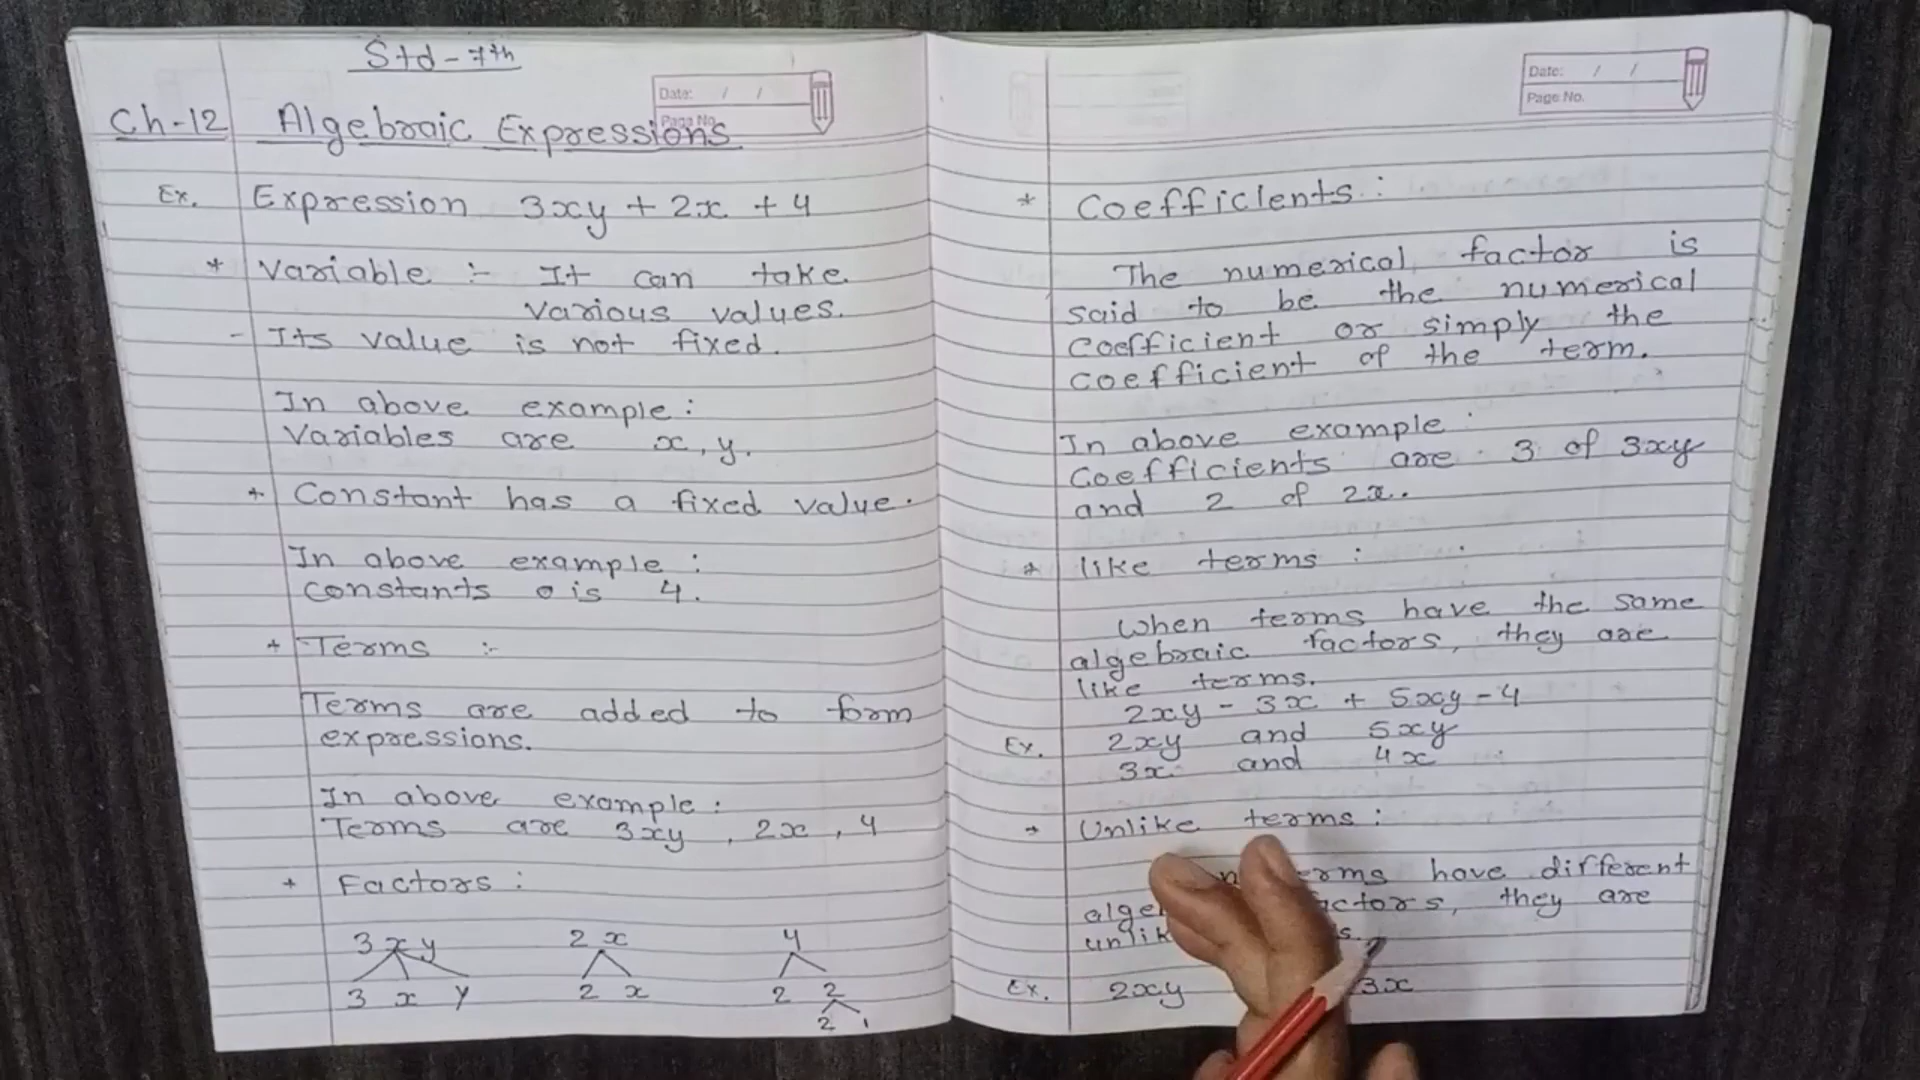 Std - 7th
Date: / /
Page No.
Ch-12 Algebraic Expressions
Ex. Expression 3xy + 2x + 4
* Variable :- It can take
various values.
- Its value is not fixed.
In above example :
Variables are x, y.
* Constant has a fixed value.
In above example :
Constants is 4.
* Terms :-
Terms are added to form
expressions.
In above example :
Terms are 3xy , 2x , 4
* Factors :
3xy 2x 4
3 x y 2 x 2 2
2 1
Date: / /
Page No.
* Coefficients :
The numerical factor is
said to be the numerical
coefficient or simply the
coefficient of the term.
In above example :
Coefficients are 3 of 3xy
and 2 of 2x.
* like terms :
When terms have the same
algebraic factors, they are
like terms.
2xy - 3x + 5xy - 4
Ex. 2xy and 5xy
3x and 4x
* Unlike terms :
have different
they are
Ex. 2xy 3x